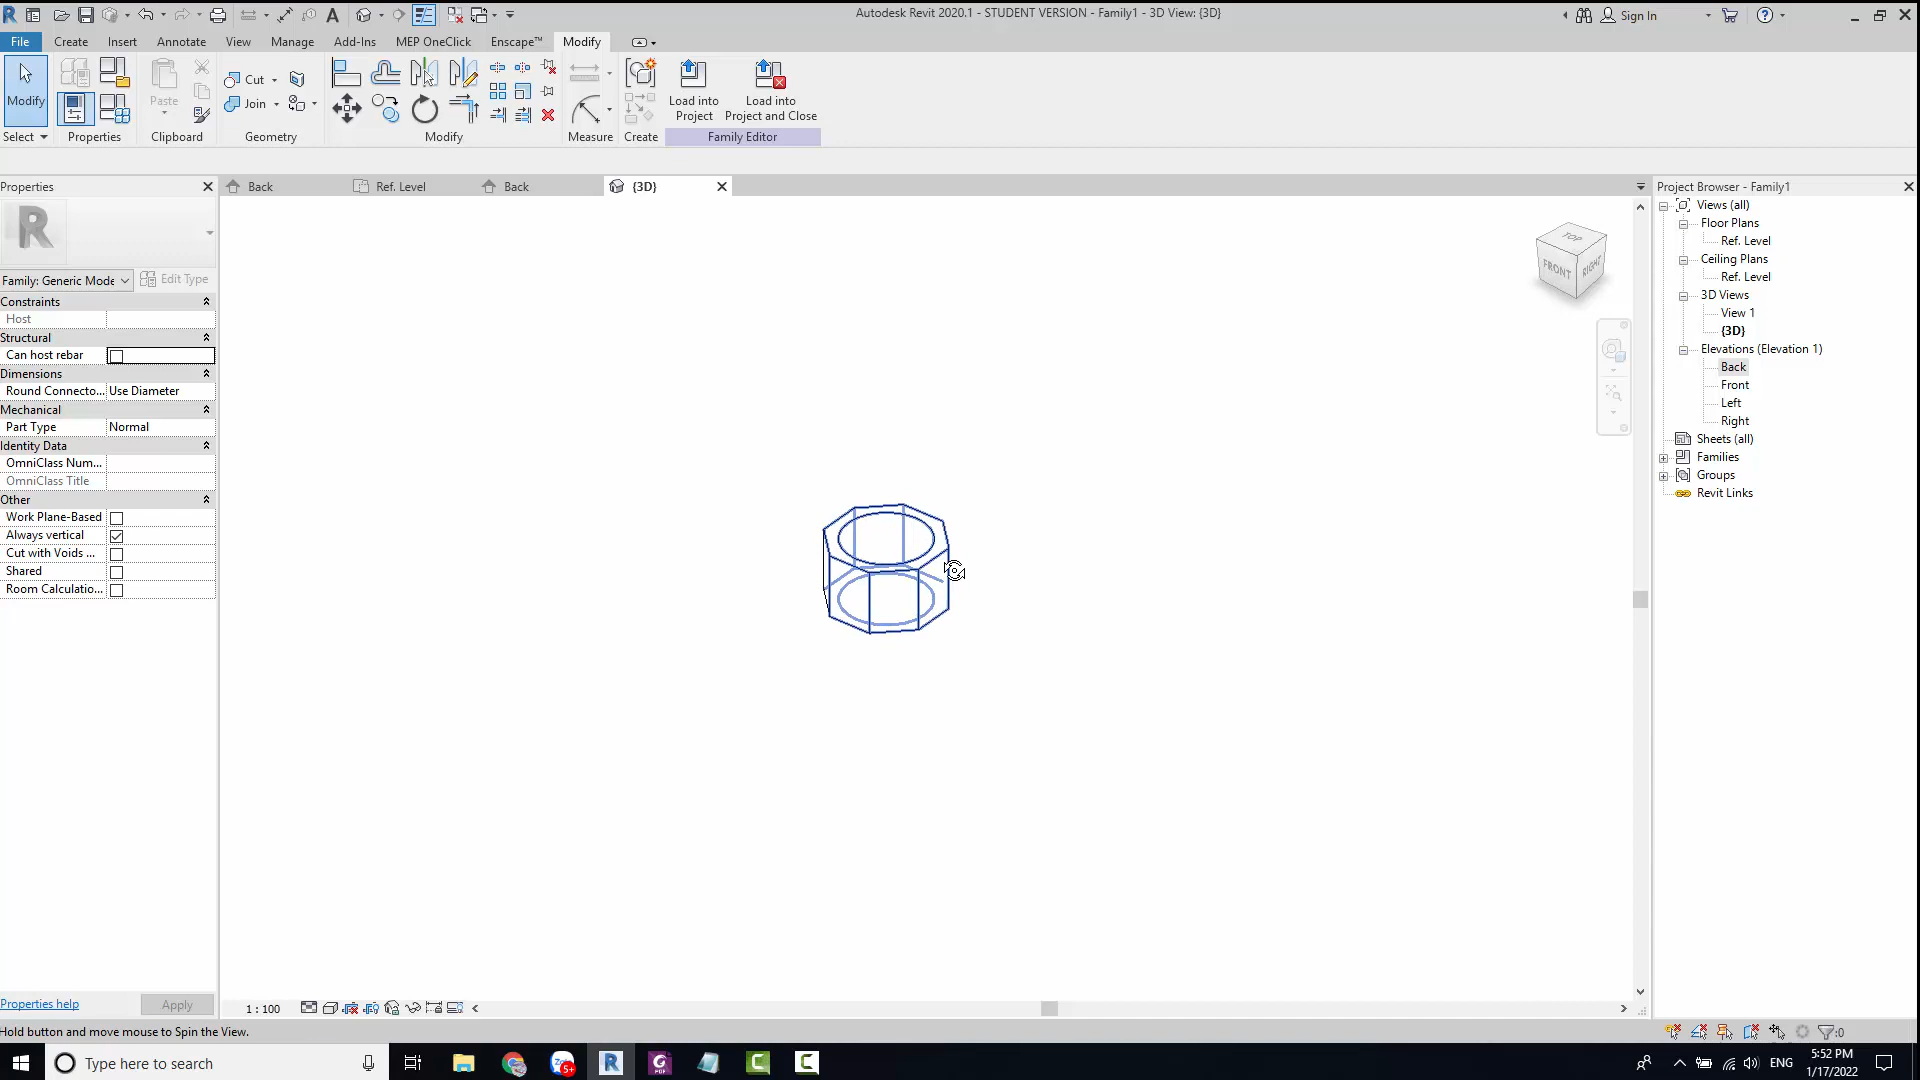 Autodesk Revit 2020.1 - STUDENT VERSION - Family1 - 3D View: {3D}
Sign In
File
Create
Insert
Annotate
View
Manage
Add-Ins
MEP OneClick
Enscape™
Modify
Modify
Paste
Cut
Join
Load into
Project
Load into
Project and Close
Select
Properties
Clipboard
Geometry
Modify
Measure
Create
Family Editor
Properties
Back
Ref. Level
Back
{3D}
Project Browser - Family1
Family: Generic Mode
Edit Type
Constraints
Host
Structural
Can host rebar
Dimensions
Round Connecto... Use Diameter
Mechanical
Part Type Normal
Identity Data
OmniClass Num...
OmniClass Title
Other
Work Plane-Based
Always vertical
Cut with Voids ...
Shared
Room Calculatio...
Properties help
Apply
TOP
FRONT
RIGHT
Views (all)
Floor Plans
Ref. Level
Ceiling Plans
Ref. Level
3D Views
View 1
{3D}
Elevations (Elevation 1)
Back
Front
Left
Right
Sheets (all)
Families
Groups
Revit Links
1 : 100
Hold button and move mouse to Spin the View.
:0
Type here to search
5+
ENG
5:52 PM
1/17/2022